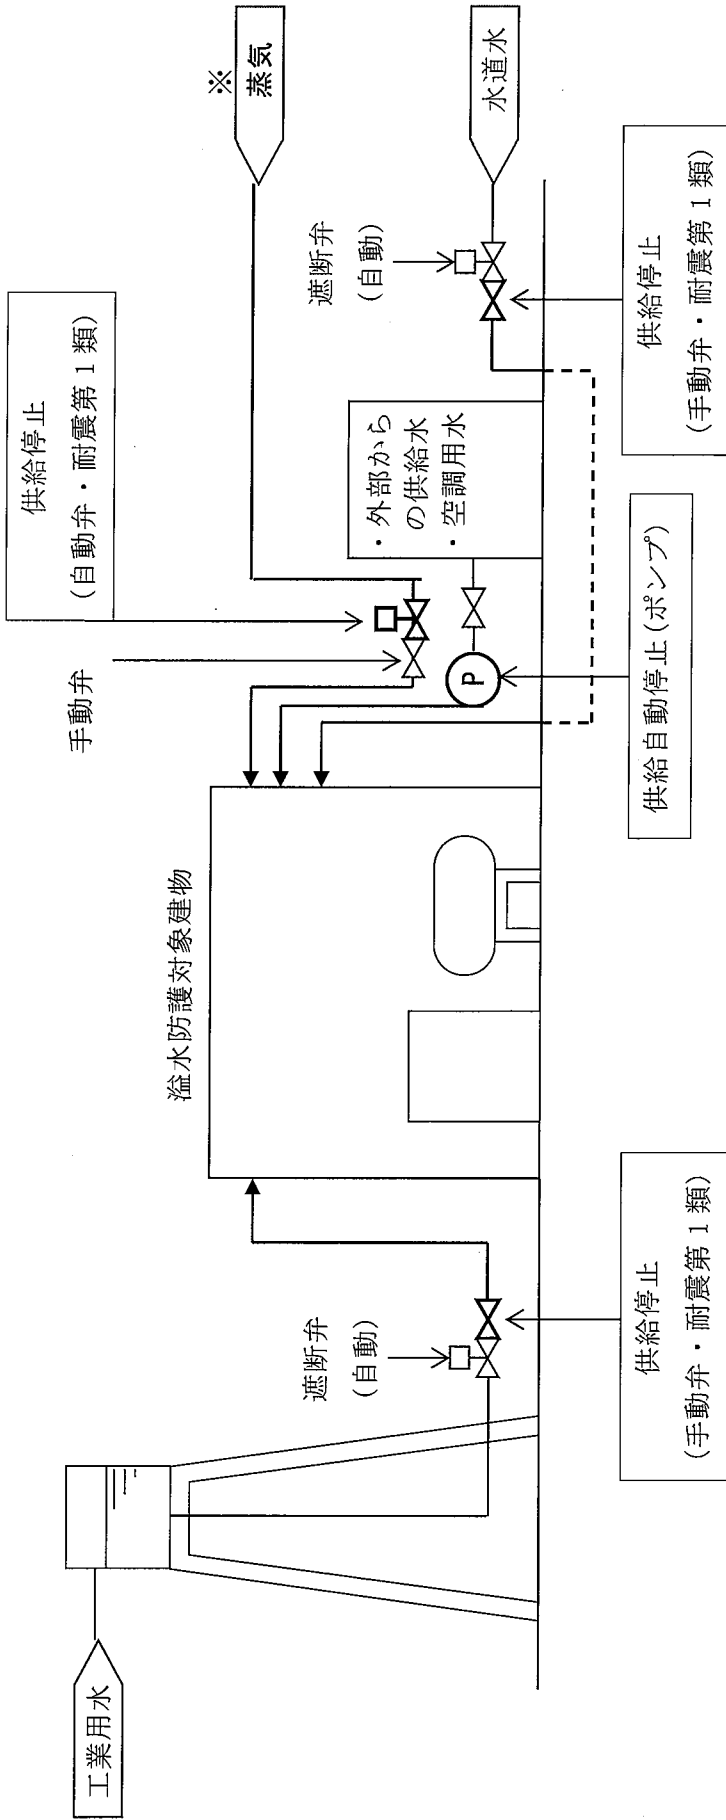 工業用水
遮断弁
(自動)
供給停止
(手動弁・耐震第1類)
溢水防護対象建物
手動弁
供給停止
(自動弁・耐震第1類)
P
供給自動停止(ポンプ)
・外部から
の供給水
・空調用水
遮断弁
(自動)
供給停止
(手動弁・耐震第1類)
※
蒸気
水道水